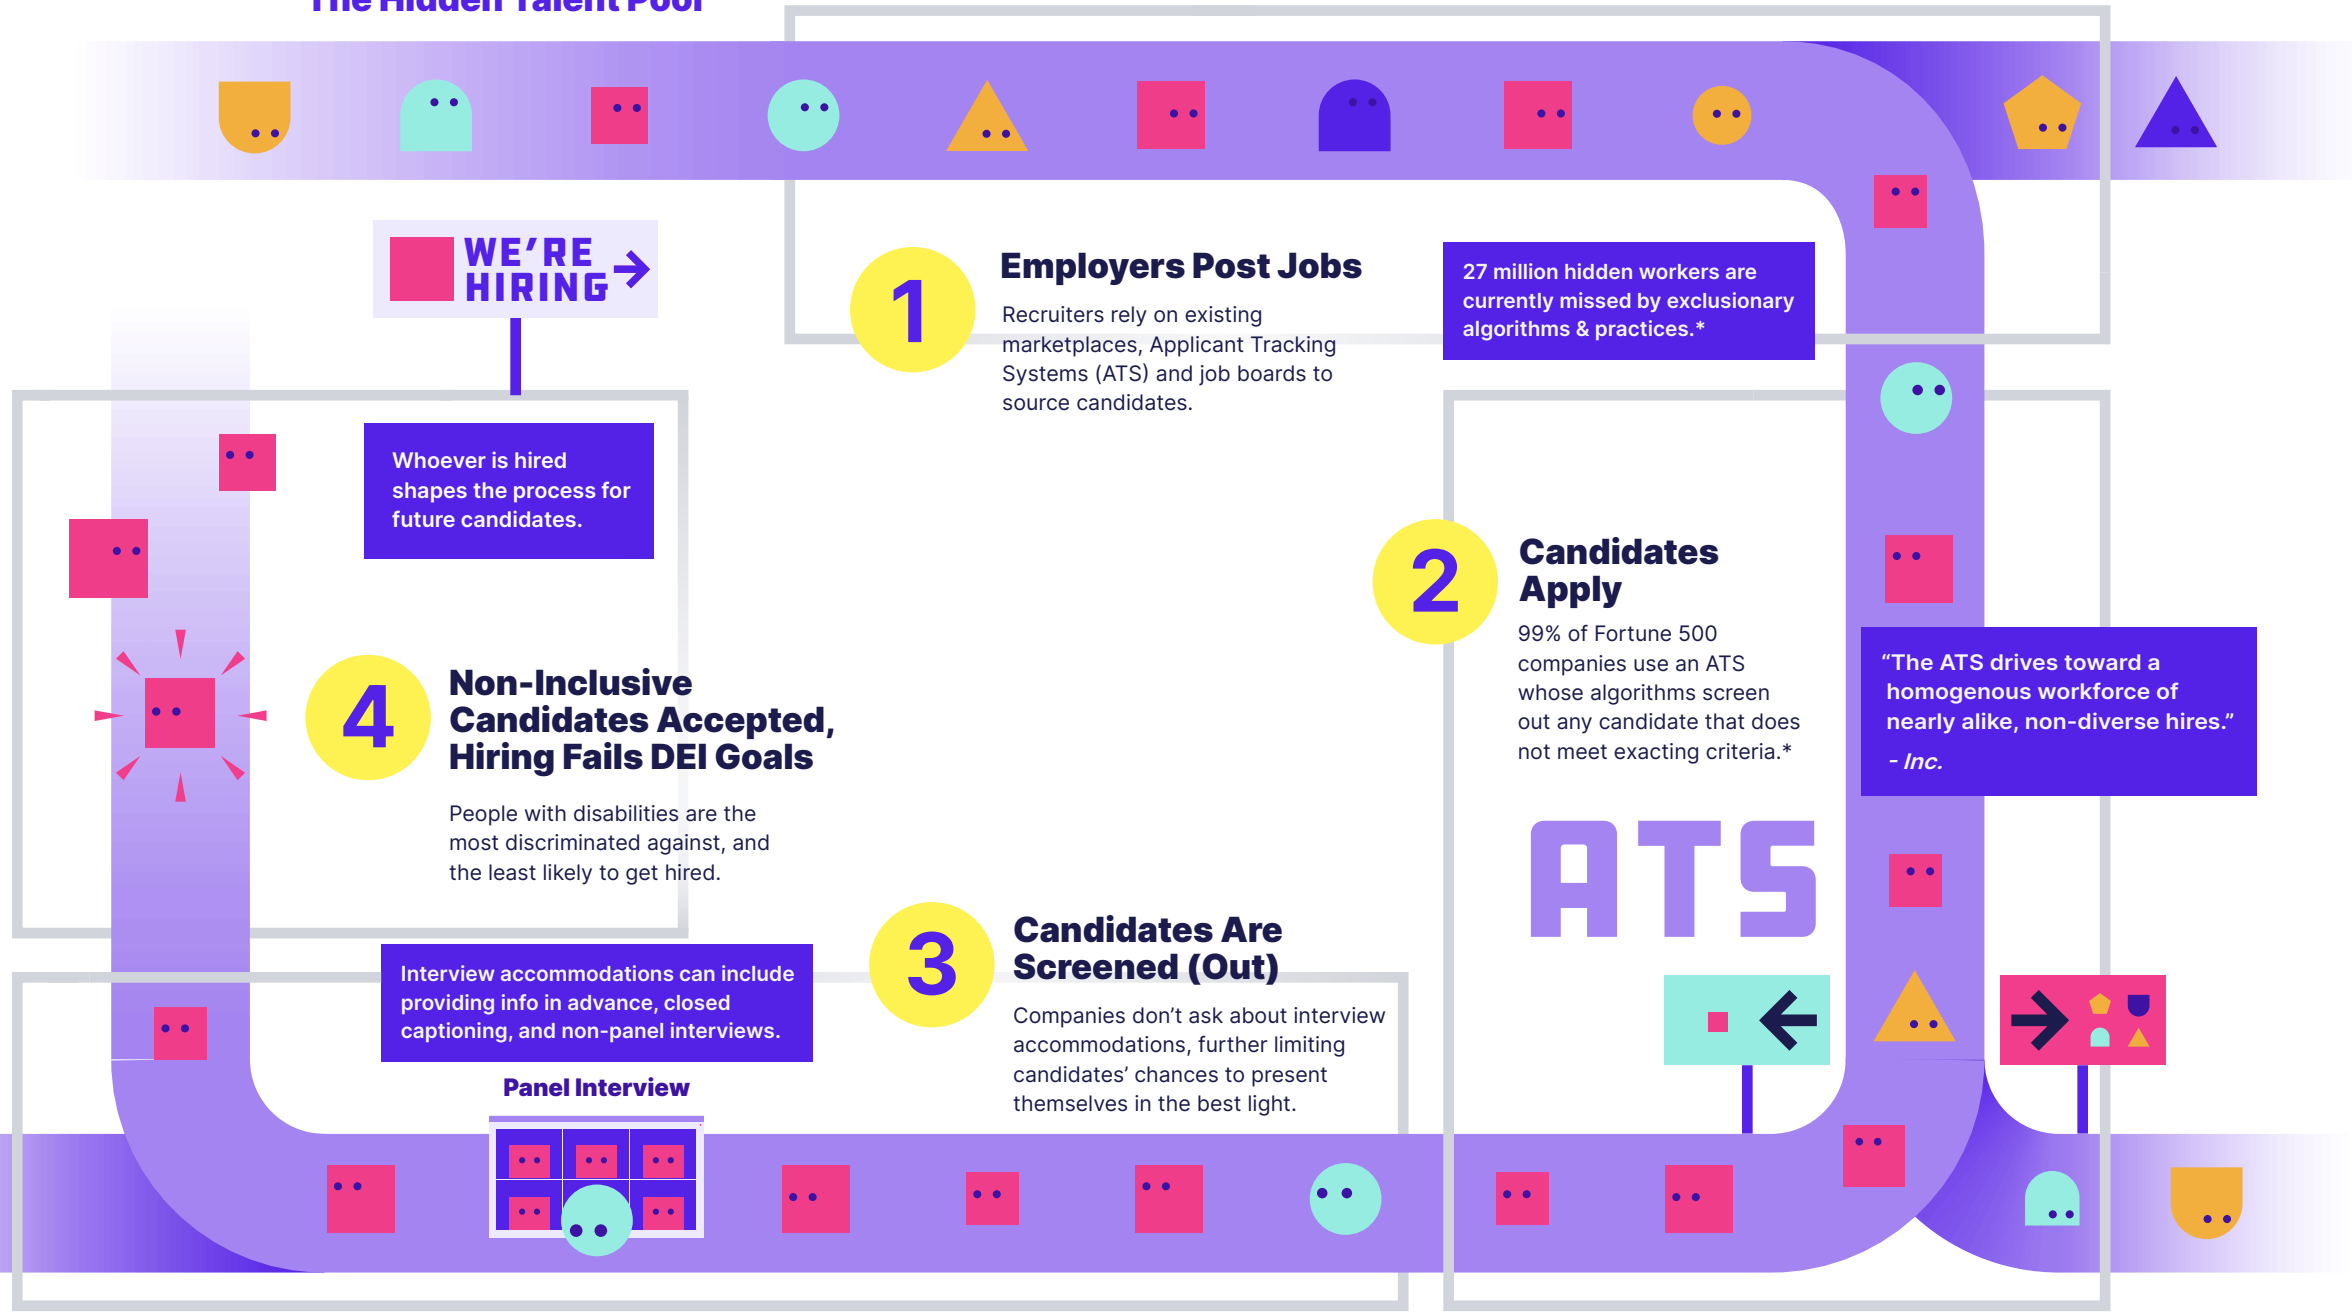 The Hidden Talent Pool
WE'RE
HIRING
1
Employers Post Jobs
Recruiters rely on existing
marketplaces, Applicant Tracking
Systems (ATS) and job boards to
source candidates.
27 million hidden workers are
currently missed by exclusionary
algorithms & practices.*
2
Candidates
Apply
99% of Fortune 500
companies use an ATS
whose algorithms screen
out any candidate that does
not meet exacting criteria.*
“The ATS drives toward a
homogenous workforce of
nearly alike, non-diverse hires.”
- Inc.
ATS
3
Candidates Are
Screened (Out)
Companies don’t ask about interview
accommodations, further limiting
candidates’ chances to present
themselves in the best light.
Interview accommodations can include
providing info in advance, closed
captioning, and non-panel interviews.
Panel Interview
4
Non-Inclusive
Candidates Accepted,
Hiring Fails DEI Goals
People with disabilities are the
most discriminated against, and
the least likely to get hired.
Whoever is hired
shapes the process for
future candidates.